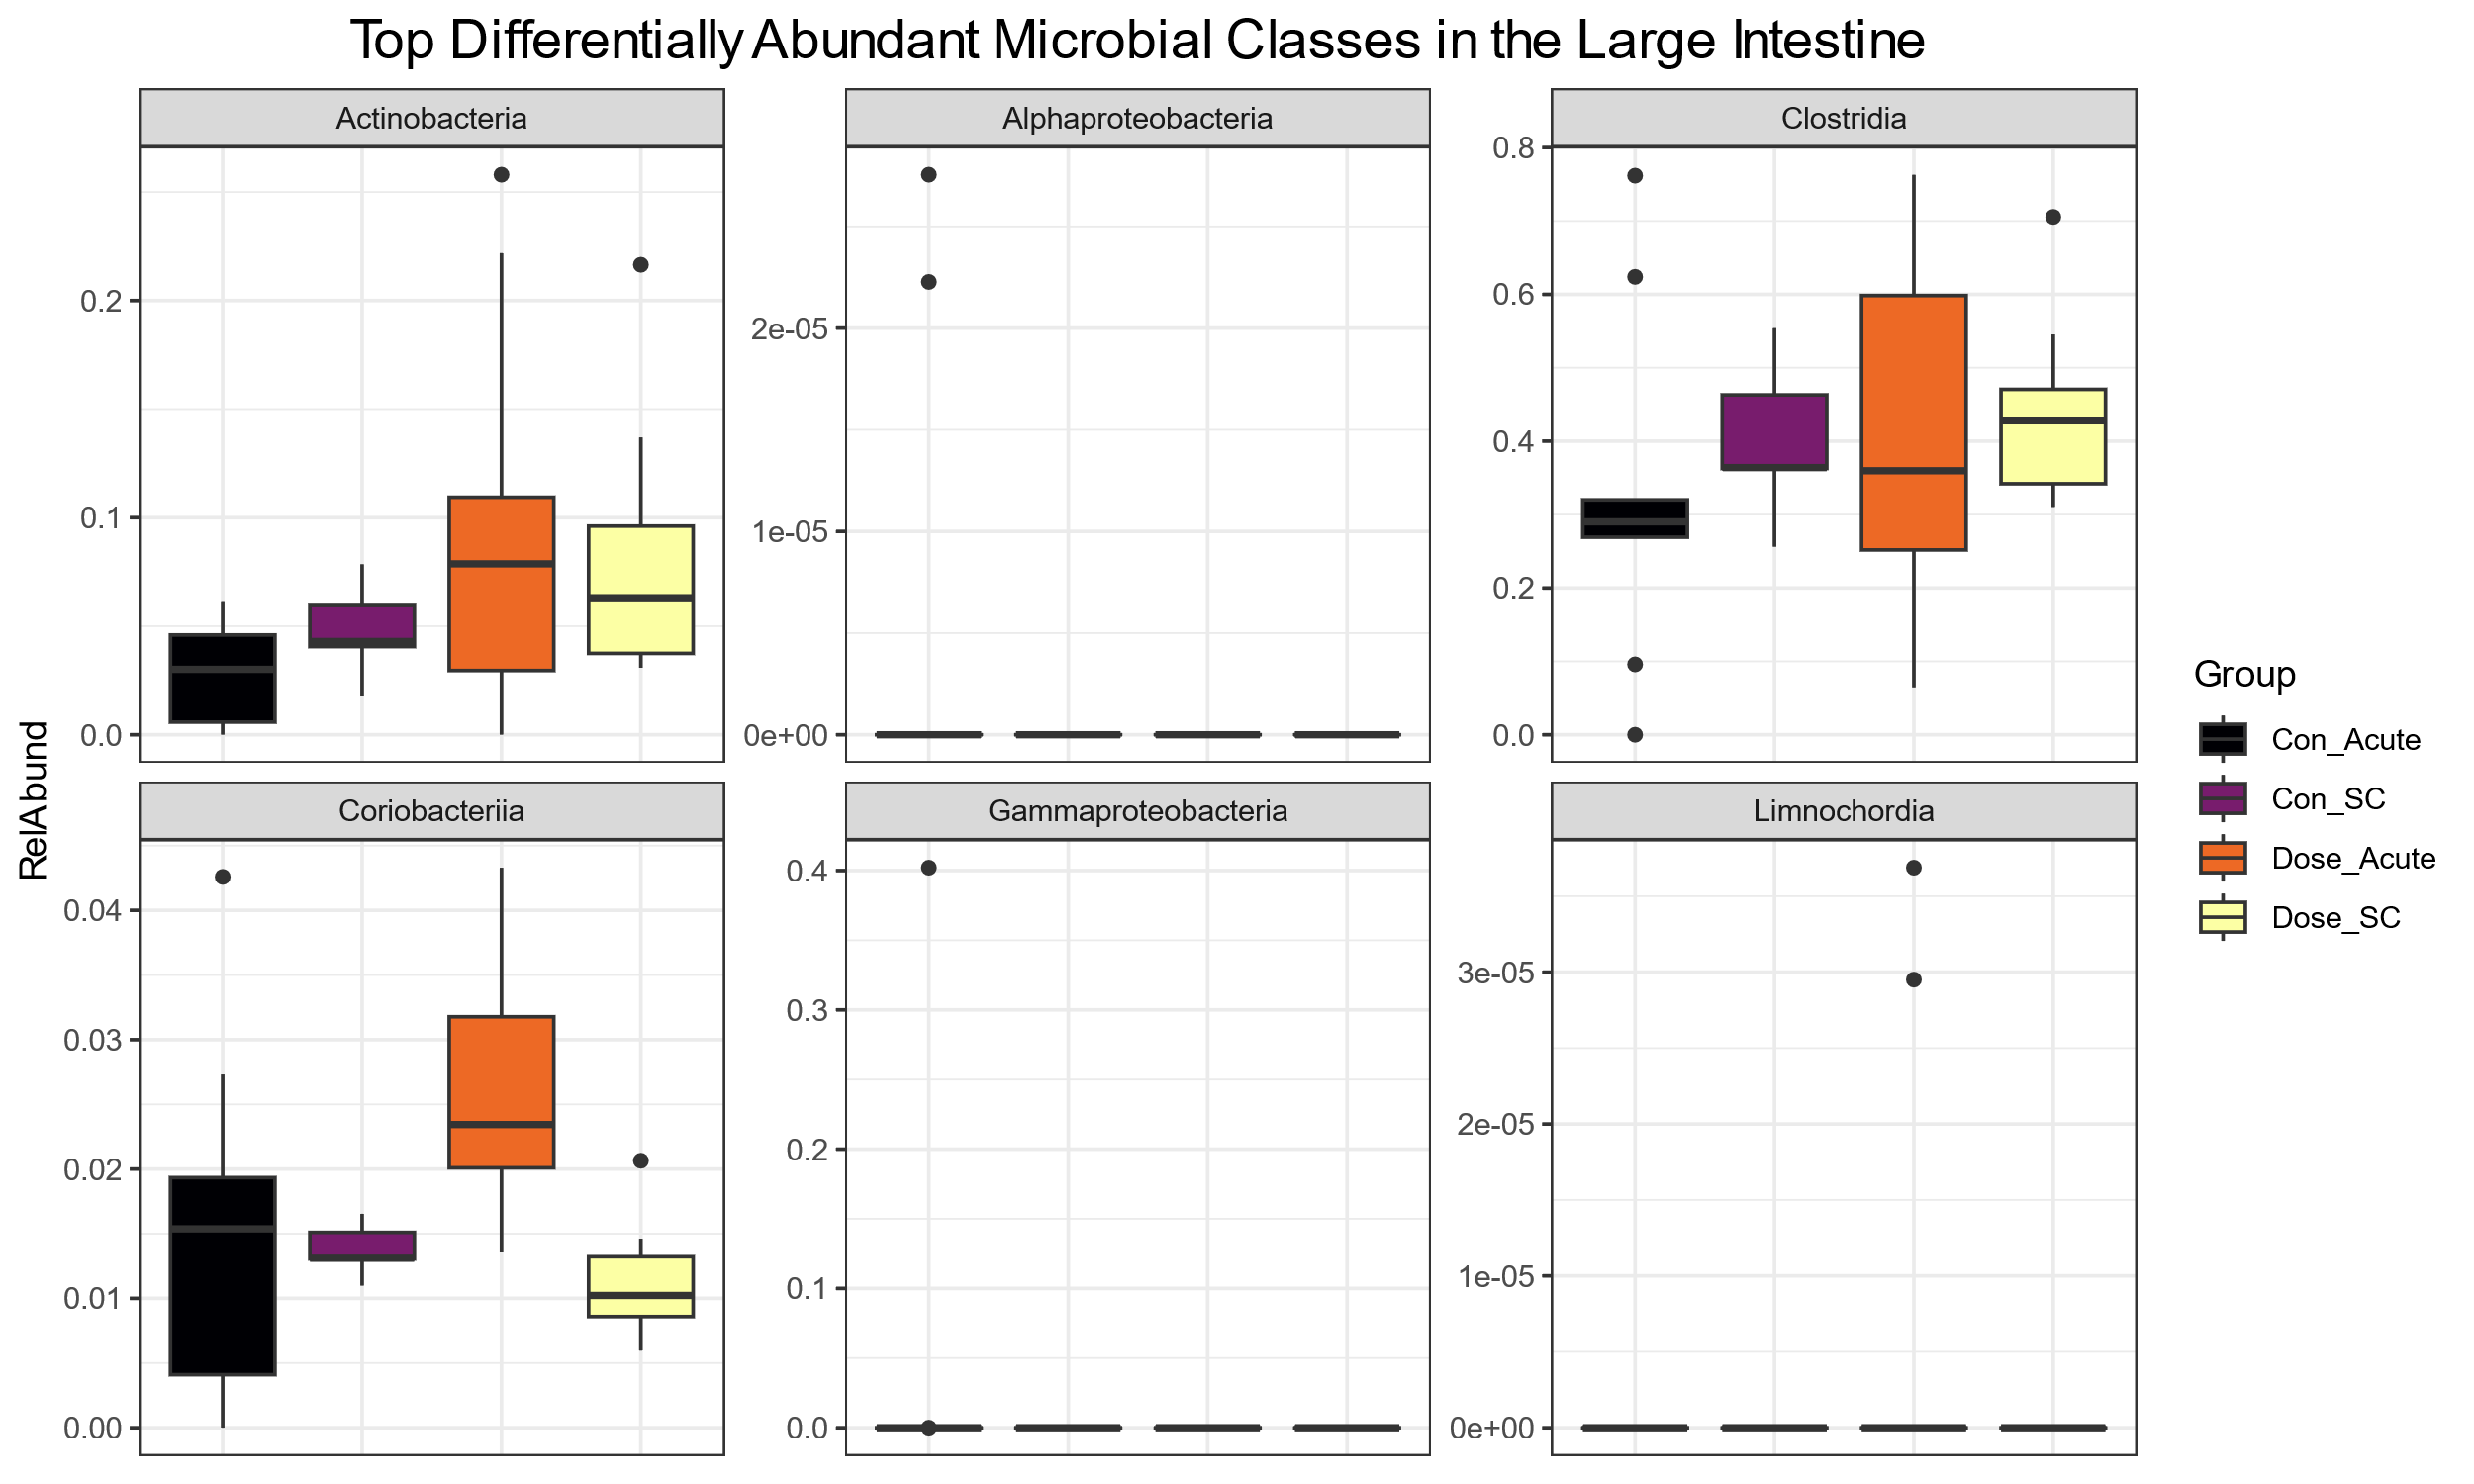 Top Differentially Abundant Microbial Classes in the Large Intestine
RelAbund
Actinobacteria
0.2
0.1
0.0
Alphaproteobacteria
2e-05
1e-05
0e+00
Clostridia
0.8
0.6
0.4
0.2
0.0
Coriobacteriia
0.04
0.03
0.02
0.01
0.00
Gammaproteobacteria
0.4
0.3
0.2
0.1
0.0
Limnochordia
3e-05
2e-05
1e-05
0e+00
Group
Con_Acute
Con_SC
Dose_Acute
Dose_SC